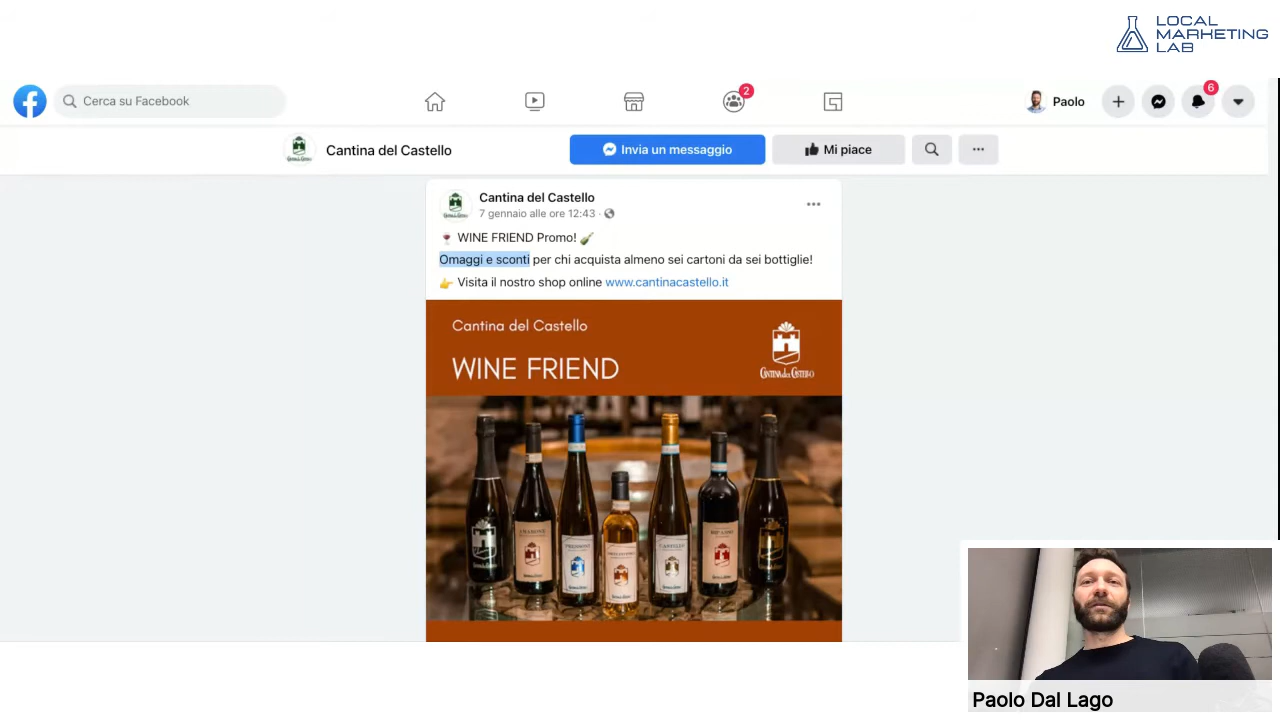 LOCAL
MARKETING
LAB
Cerca su Facebook
2
Paolo
6
Cantina del Castello
Invia un messaggio
Mi piace
Cantina del Castello
7 gennaio alle ore 12:43 ·
WINE FRIEND Promo!
Omaggi e sconti per chi acquista almeno sei cartoni da sei bottiglie!
Visita il nostro shop online www.cantinacastello.it
Cantina del Castello
WINE FRIEND
CANTINA del CASTELLO
Paolo Dal Lago